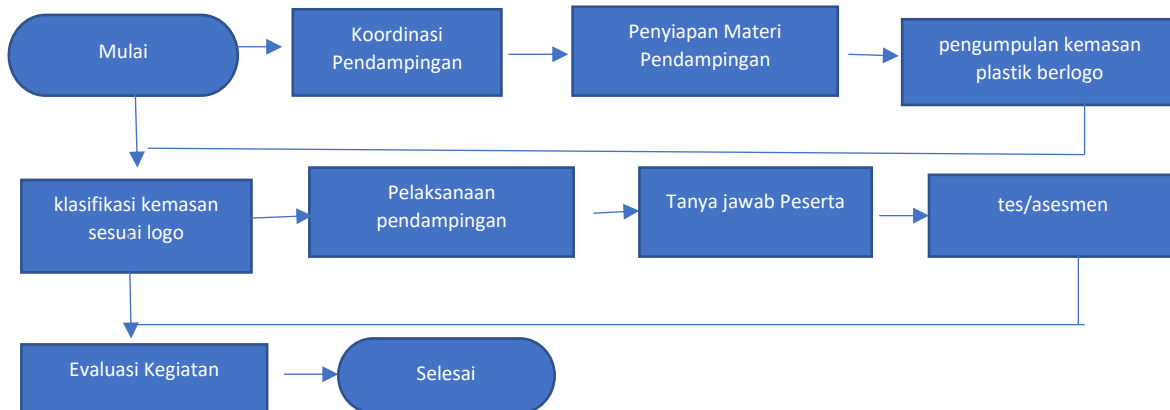 Mulai
Koordinasi
Pendampingan
Penyiapan Materi
Pendampingan
pengumpulan kemasan
plastik berlogo
klasifikasi kemasan
sesuai logo
Pelaksanaan
pendampingan
Tanya jawab Peserta
tes/asesmen
Evaluasi Kegiatan
Selesai